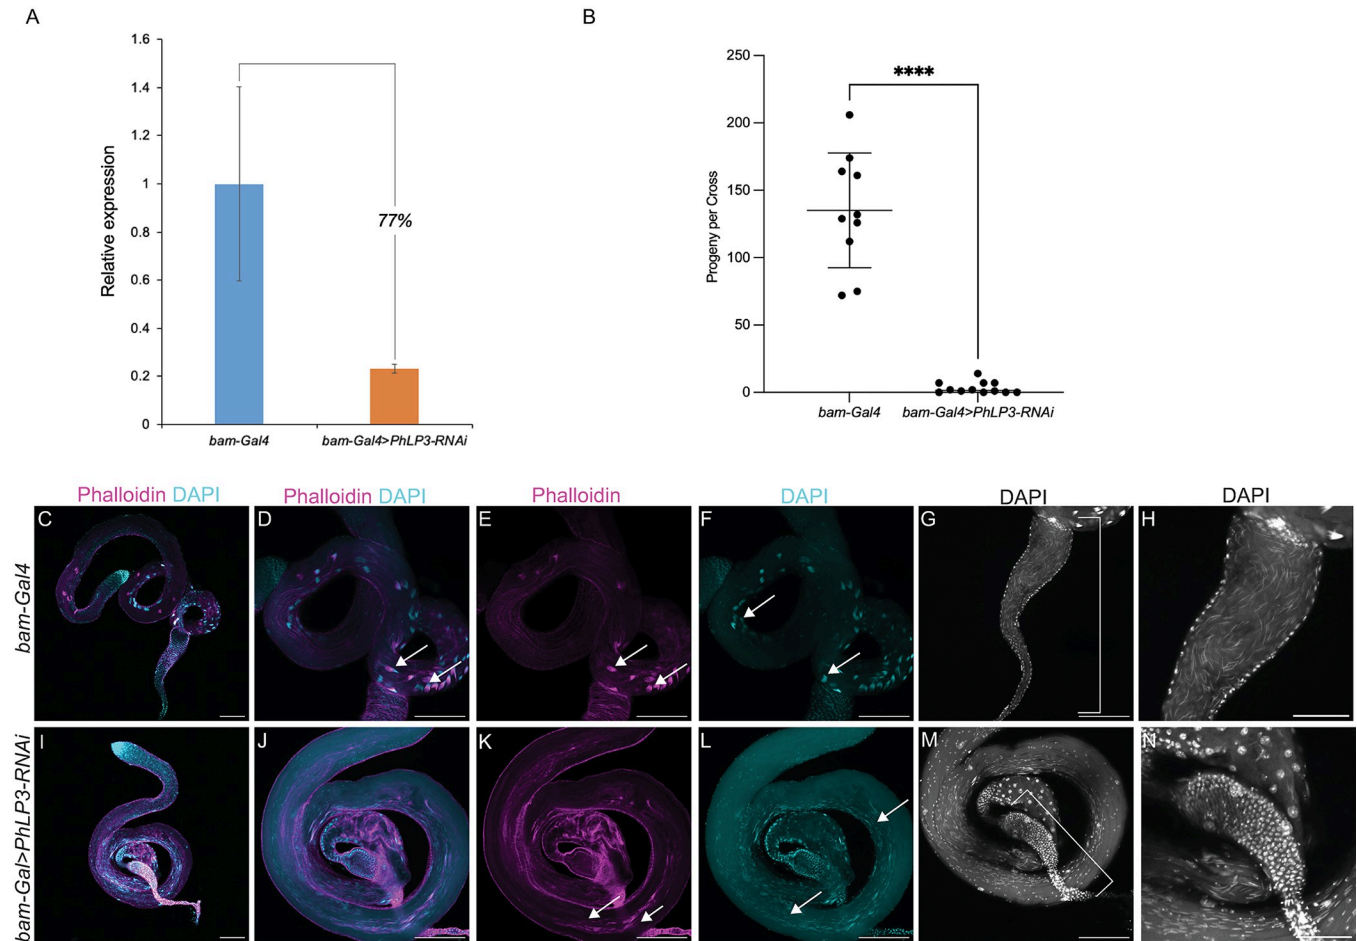 A
B
1.6
1.4
1.2
1
0.8
0.6
0.4
0.2
0
Relative expression
77%
bam-Gal4
bam-Gal4>PhLP3-RNAi
250
200
150
100
50
0
Progeny per Cross
****
bam-Gal4
bam-Gal4>PhLP3-RNAi
Phalloidin DAPI
Phalloidin DAPI
Phalloidin
DAPI
DAPI
DAPI
bam-Gal4
C
D
E
F
G
H
bam-Gal>PhLP3-RNAi
I
J
K
L
M
N